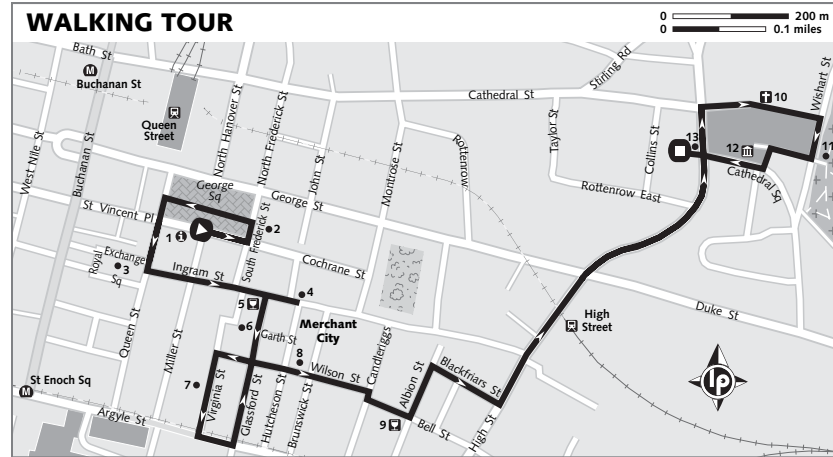 WALKING TOUR
0 200 m
0 0.1 miles
Bath St
M
Buchanan St
Queen
Street
West Nile St
Buchanan St
North Hanover St
North Frederick St
John St
Montrose St
Rottenrow
Cathedral St
Stirling Rd
Taylor St
Collins St
Wishart St
10
13
12
11
Cathedral Sq
Rottenrow East
George
Sq
George St
St Vincent Pl
1
2
South Frederick St
Cochrane St
Royal
Exchange
Sq
3
Ingram St
4
5
6
Garth St
Merchant
City
8
Queen St
Miller St
7
Virginia St
Glassford St
Hutcheson St
Brunswick St
Wilson St
Candleriggs
Albion St
Blackfriars St
9
Bell St
High St
High
Street
Duke St
St Enoch Sq
M
Argyle St
lp